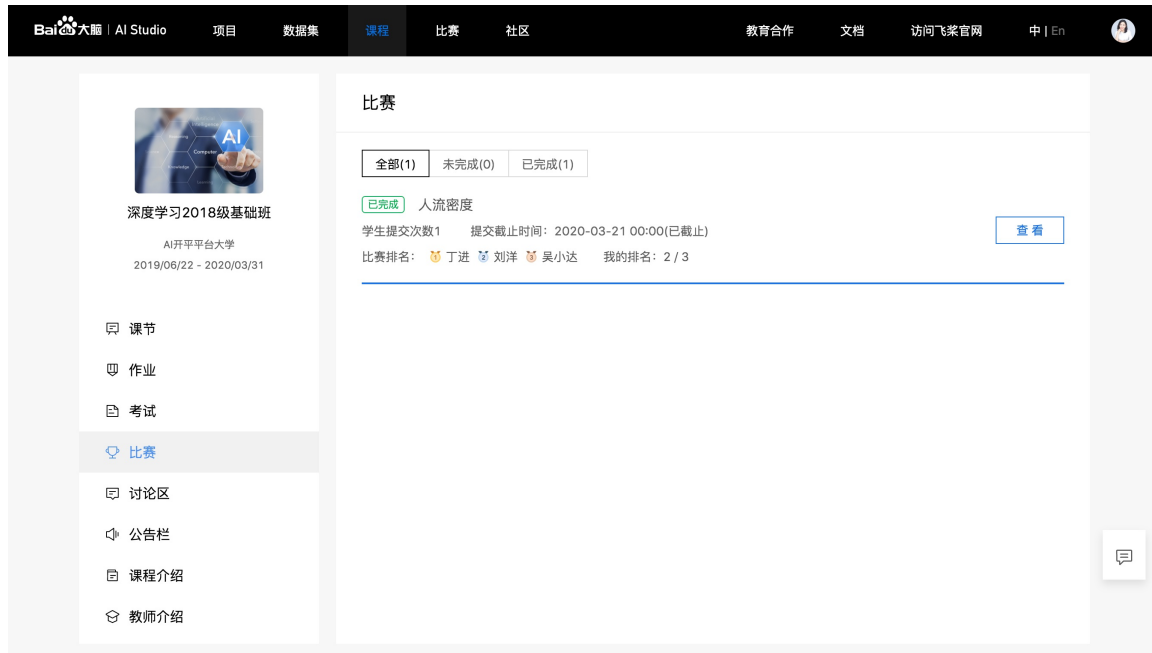 Bai du 大脑 | AI Studio 项目 数据集 课程 比赛 社区 教育合作 文档 访问飞桨官网 中 | En
AI
Computer
深度学习2018级基础班
AI开平平台大学
2019/06/22 - 2020/03/31
课节
作业
考试
比赛
讨论区
公告栏
课程介绍
教师介绍
比赛
全部(1) 未完成(0) 已完成(1)
已完成 人流密度
学生提交次数1 提交截止时间：2020-03-21 00:00(已截止)
查看
比赛排名： 1 丁进 2 刘洋 3 吴小达 我的排名：2 / 3